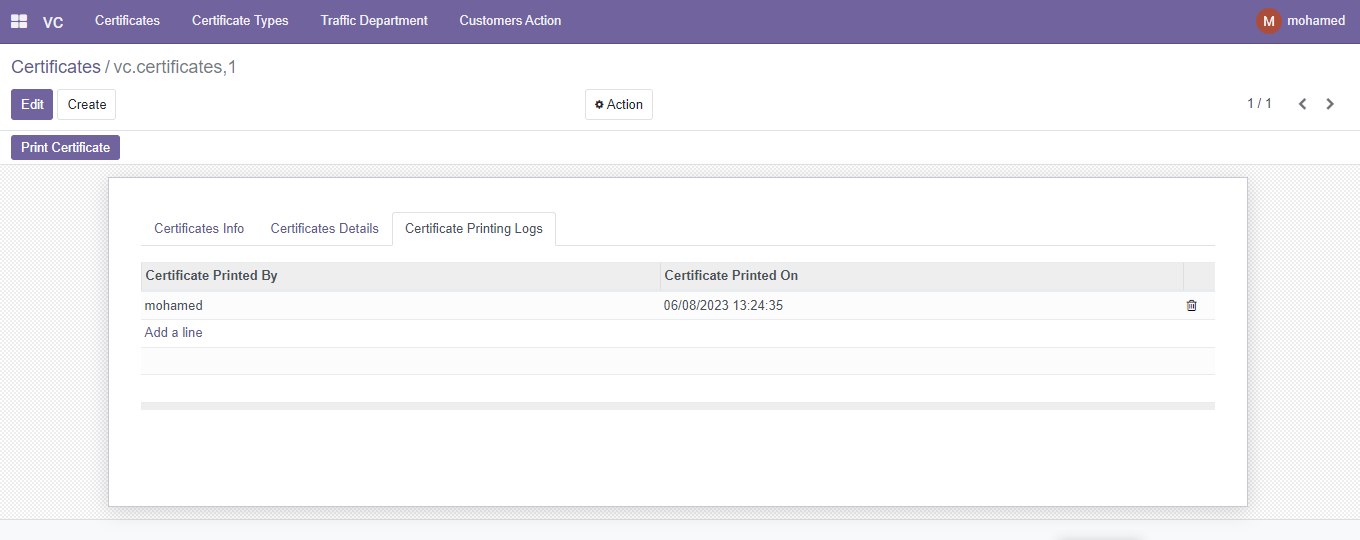 VC Certificates Certificate Types Traffic Department Customers Action M mohamed
Certificates / vc.certificates,1
Edit Create Action 1 / 1
Print Certificate
Certificates Info Certificates Details Certificate Printing Logs
Certificate Printed By Certificate Printed On
mohamed 06/08/2023 13:24:35
Add a line